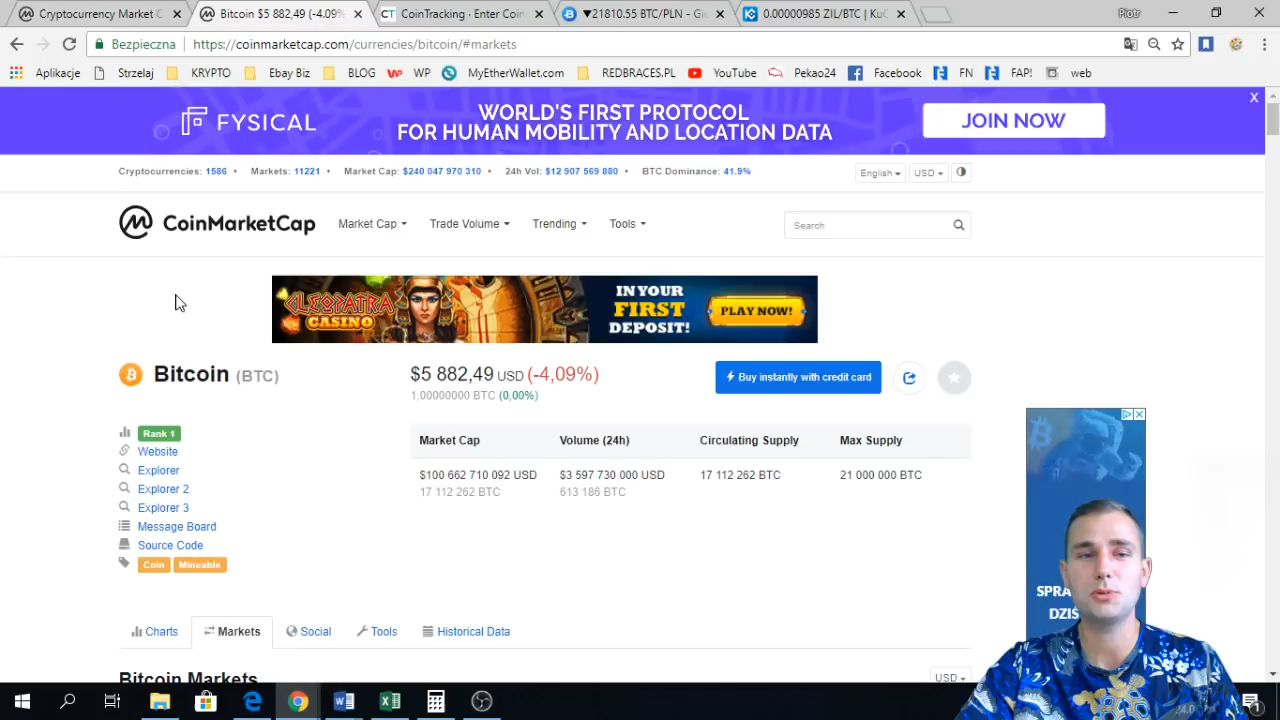 Cryptocurrency Market C
Bitcoin $5 882,49 (-4.09%
CT CoinTracking - Enter Coin
▼21810.55 BTC/PLN - Gie
0.00000985 ZIL/BTC | KuC
Piotr
Bezpieczna
https://coinmarketcap.com/currencies/bitcoin/#markets
Aplikacje
Strzelaj
KRYPTO
Ebay Biz
BLOG
WP
MyEtherWallet.com
REDBRACES.PL
YouTube
Pekao24
Facebook
FN
FAP!
web
FYSICAL
WORLD'S FIRST PROTOCOL
FOR HUMAN MOBILITY AND LOCATION DATA
JOIN NOW
X
Cryptocurrencies: 1586 • Markets: 11221 • Market Cap: $240 047 970 310 • 24h Vol: $12 907 569 880 • BTC Dominance: 41.9%
English
USD
CoinMarketCap
Market Cap
Trade Volume
Trending
Tools
Search
CLEOPATRA
CASINO
IN YOUR
FIRST
DEPOSIT!
PLAY NOW!
Bitcoin (BTC)
$5 882,49 USD (-4,09%)
1,00000000 BTC (0,00%)
Buy instantly with credit card
Rank 1
Website
Explorer
Explorer 2
Explorer 3
Message Board
Source Code
Coin Mineable
Market Cap
Volume (24h)
Circulating Supply
Max Supply
$100 662 710 092 USD
$3 597 730 000 USD
17 112 262 BTC
21 000 000 BTC
17 112 262 BTC
613 186 BTC
SPRA
DZIŚ
Charts
Markets
Social
Tools
Historical Data
Bitcoin Markets
USD